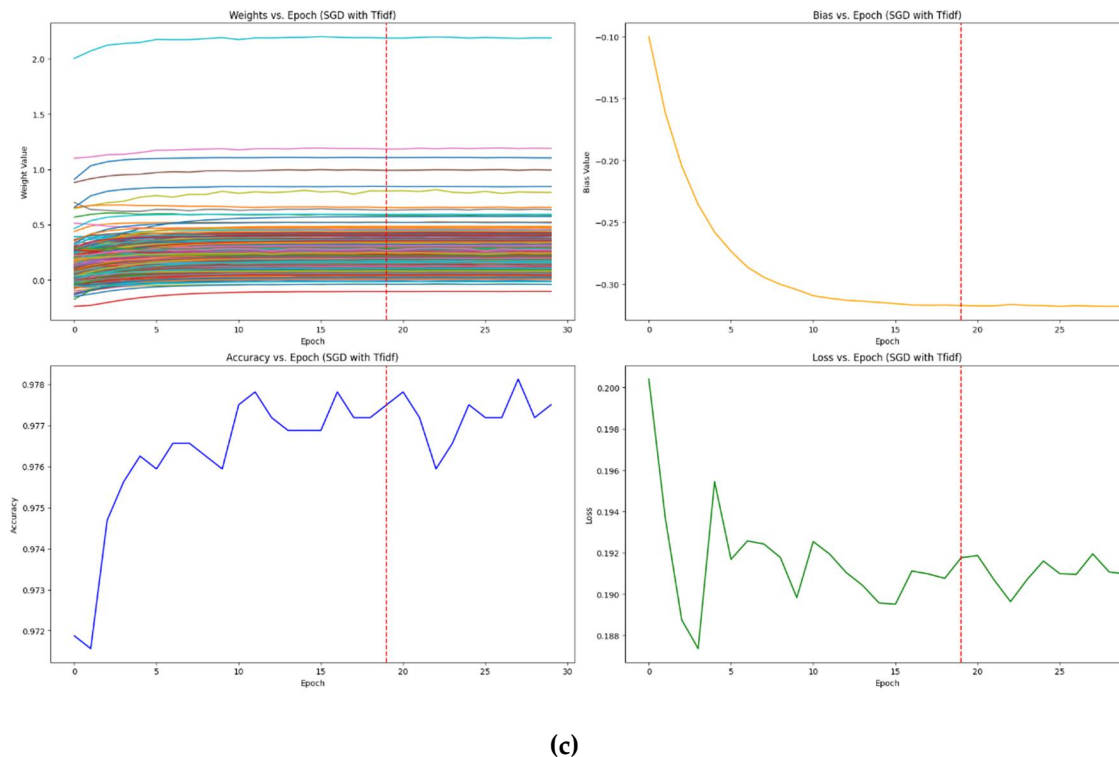 Weights vs. Epoch (SGD with Tfidf)
Weight Value
2.0
1.5
1.0
0.5
0.0
0 5 10 15 20 25 30
Epoch
Bias vs. Epoch (SGD with Tfidf)
Bias Value
−0.10
−0.15
−0.20
−0.25
−0.30
0 5 10 15 20 25
Epoch
Accuracy vs. Epoch (SGD with Tfidf)
Accuracy
0.978
0.977
0.976
0.975
0.974
0.973
0.972
0 5 10 15 20 25 30
Epoch
Loss vs. Epoch (SGD with Tfidf)
Loss
0.200
0.198
0.196
0.194
0.192
0.190
0.188
0 5 10 15 20 25
Epoch
(c)